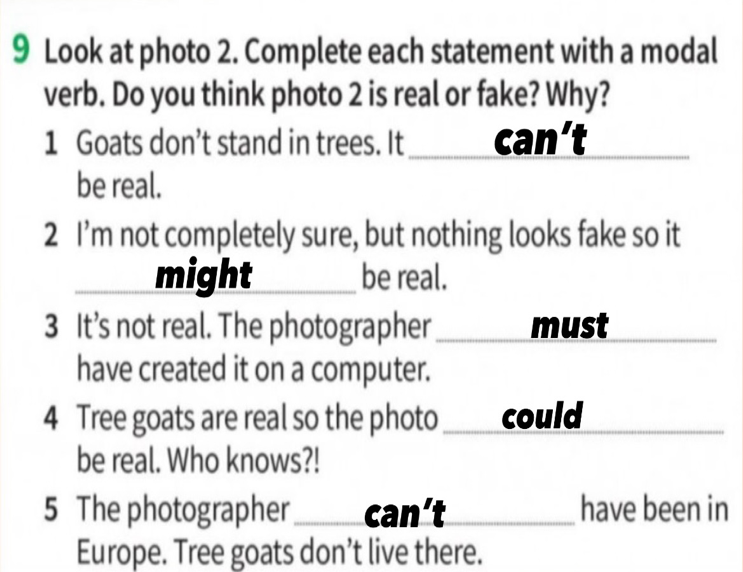 9 Look at photo 2. Complete each statement with a modal
verb. Do you think photo 2 is real or fake? Why?
1 Goats don't stand in trees. It can't
be real.
2 I'm not completely sure, but nothing looks fake so it
might be real.
3 It's not real. The photographer must
have created it on a computer.
4 Tree goats are real so the photo could
be real. Who knows?!
5 The photographer can't have been in
Europe. Tree goats don't live there.